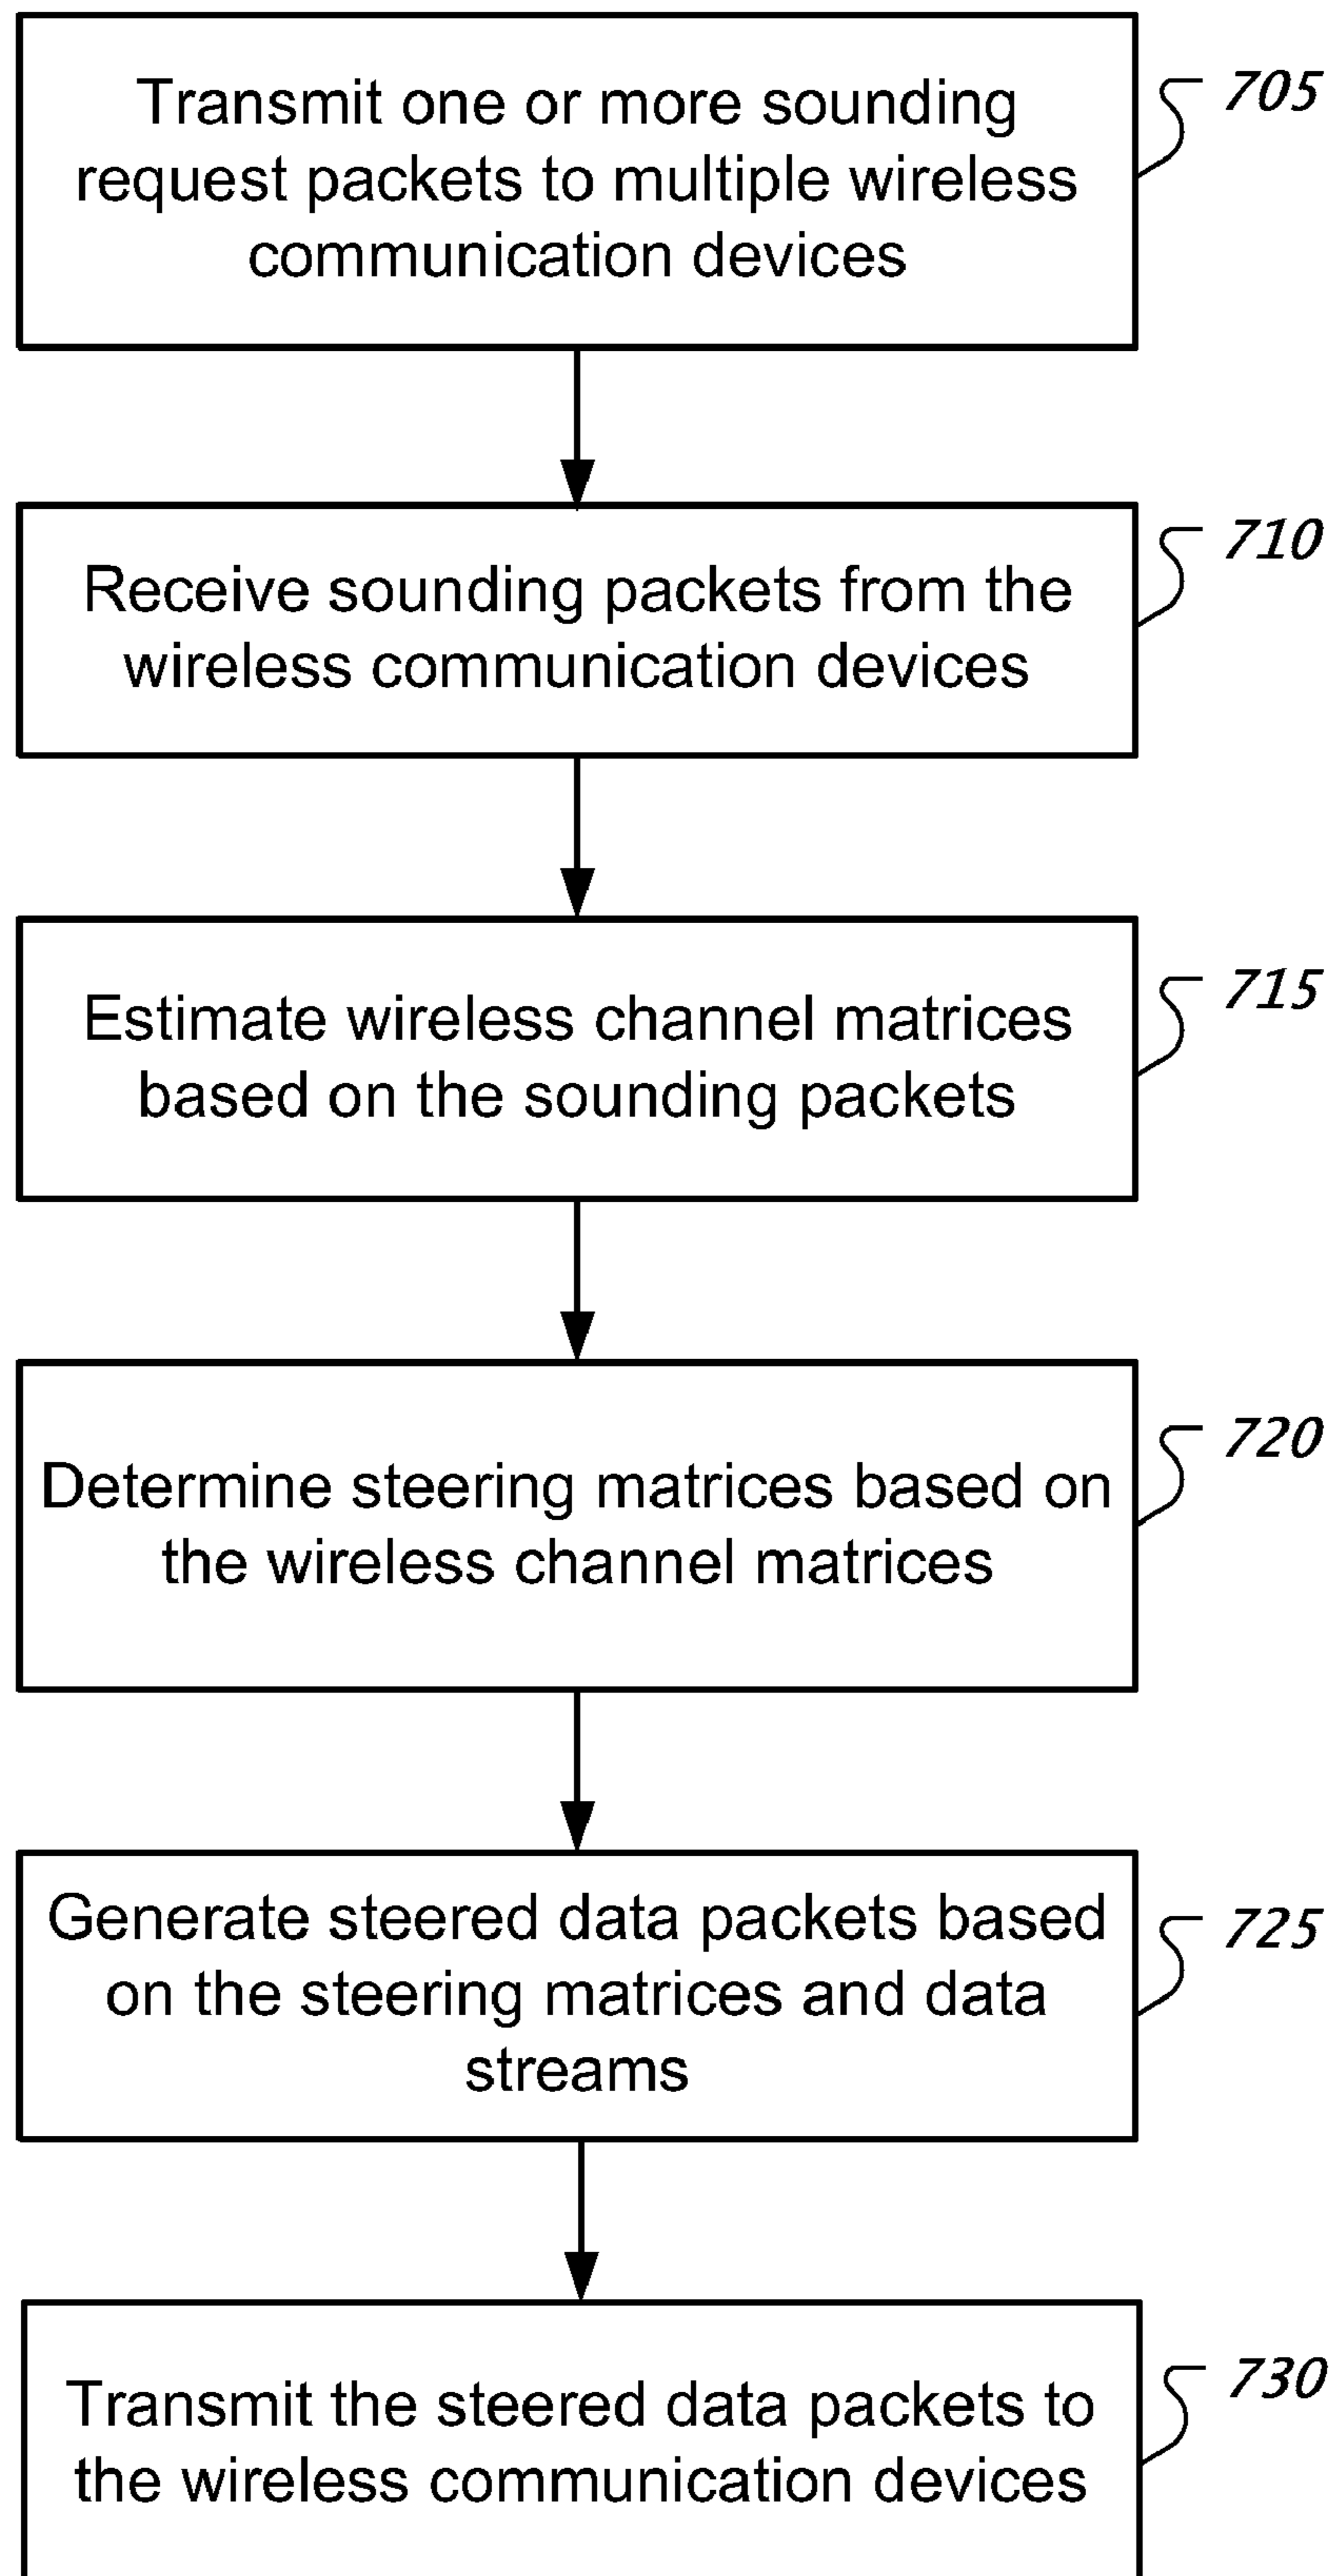 Transmit one or more sounding
request packets to multiple wireless
communication devices
705
Receive sounding packets from the
wireless communication devices
710
Estimate wireless channel matrices
based on the sounding packets
715
Determine steering matrices based on
the wireless channel matrices
720
Generate steered data packets based
on the steering matrices and data
streams
725
Transmit the steered data packets to
the wireless communication devices
730